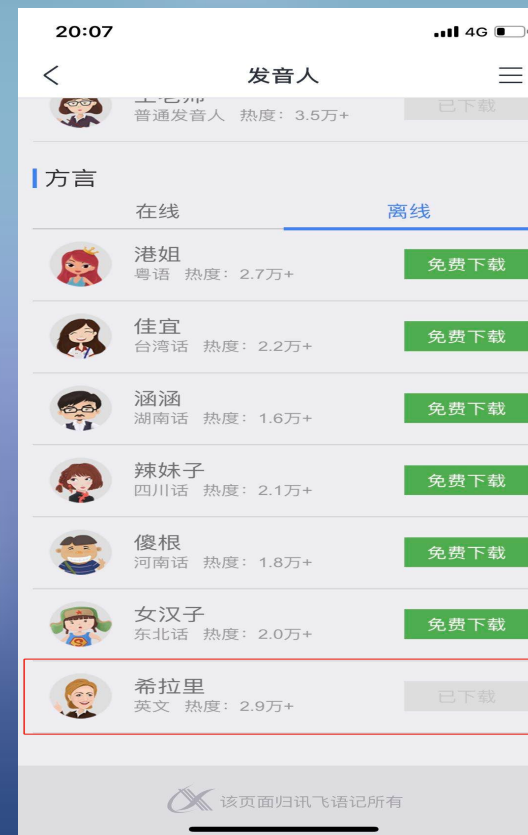 20:07
4G
发音人
普通发音人 热度：3.5万+
已下载
方言
在线
离线
港姐
粤语 热度：2.7万+
免费下载
佳宜
台湾话 热度：2.2万+
免费下载
涵涵
湖南话 热度：1.6万+
免费下载
辣妹子
四川话 热度：2.1万+
免费下载
傻根
河南话 热度：1.8万+
免费下载
女汉子
东北话 热度：2.0万+
免费下载
希拉里
英文 热度：2.9万+
已下载
该页面归讯飞语记所有